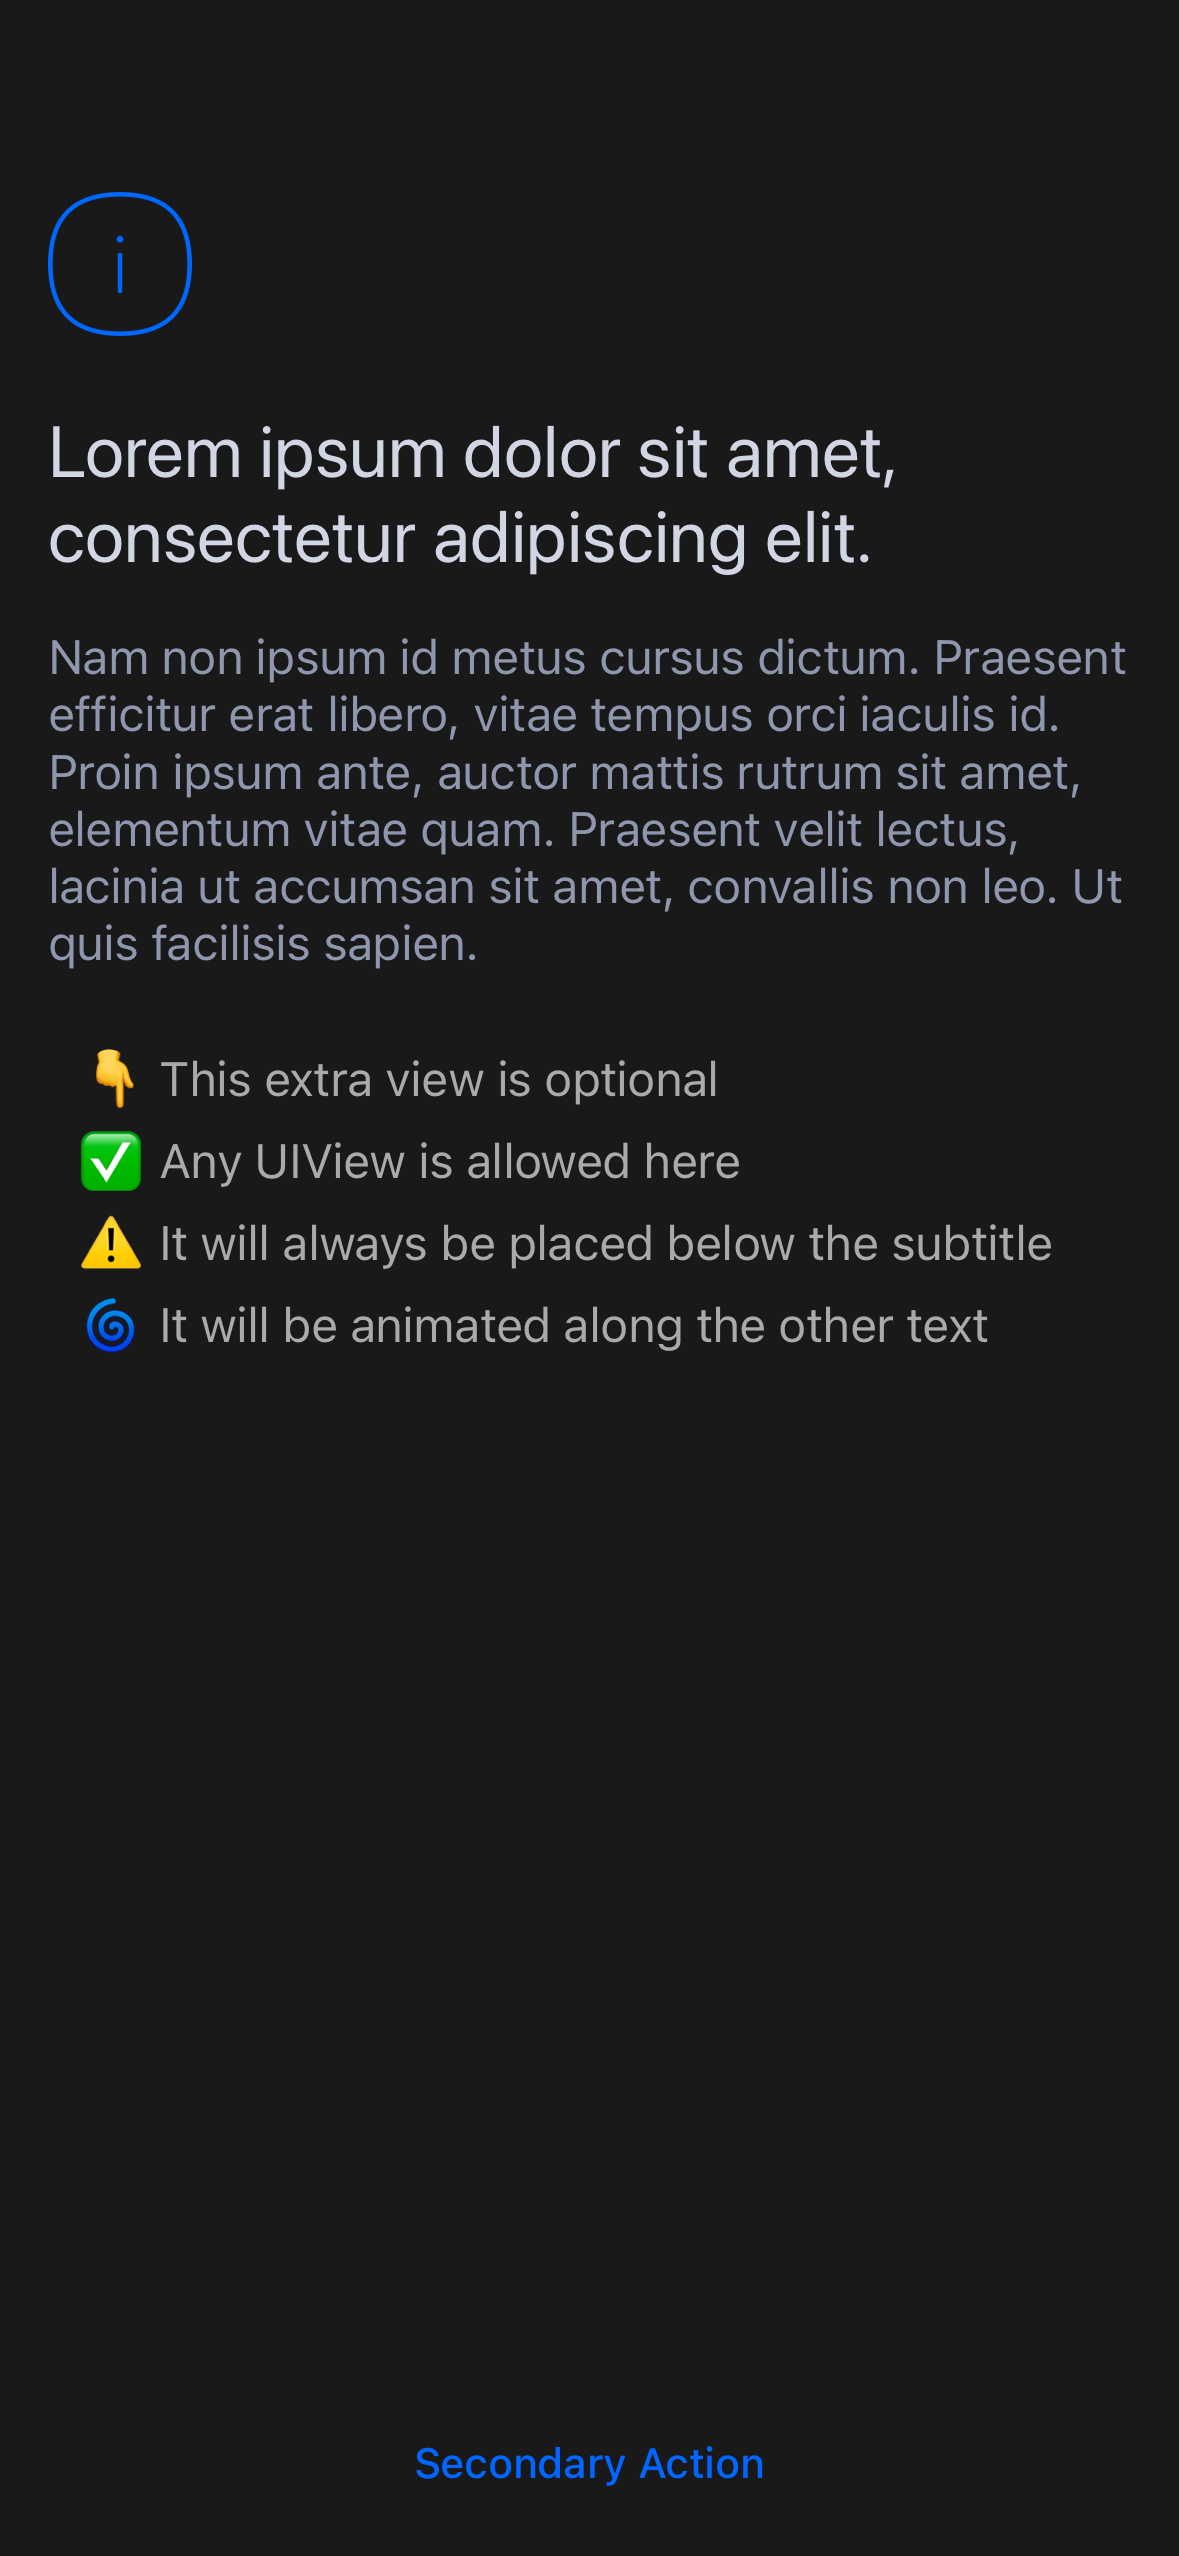 Lorem ipsum dolor sit amet,
consectetur adipiscing elit.
Nam non ipsum id metus cursus dictum. Praesent
efficitur erat libero, vitae tempus orci iaculis id.
Proin ipsum ante, auctor mattis rutrum sit amet,
elementum vitae quam. Praesent velit lectus,
lacinia ut accumsan sit amet, convallis non leo. Ut
quis facilisis sapien.
👇 This extra view is optional
✅ Any UIView is allowed here
⚠️ It will always be placed below the subtitle
🌀 It will be animated along the other text
Secondary Action